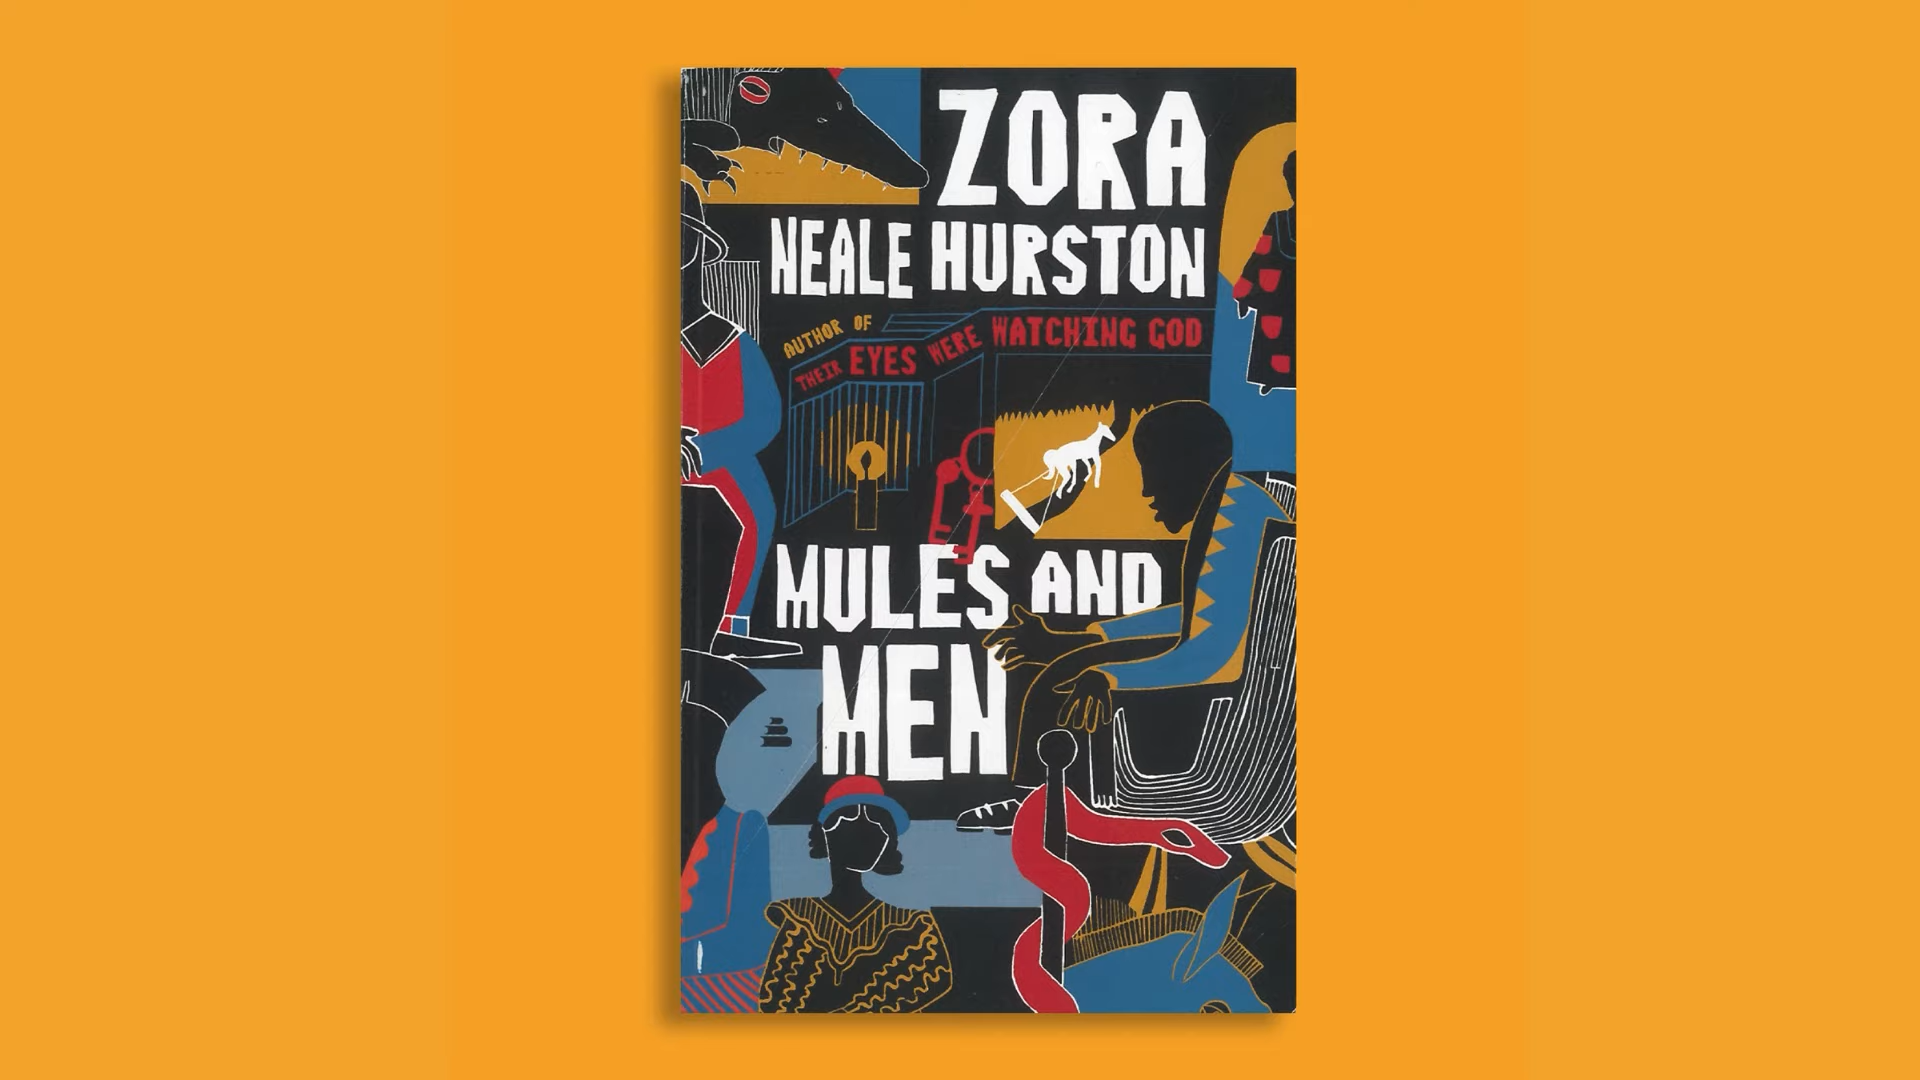 ZORA
NEALE HURSTON
AUTHOR OF
THEIR EYES WERE WATCHING GOD
MULES AND
MEN